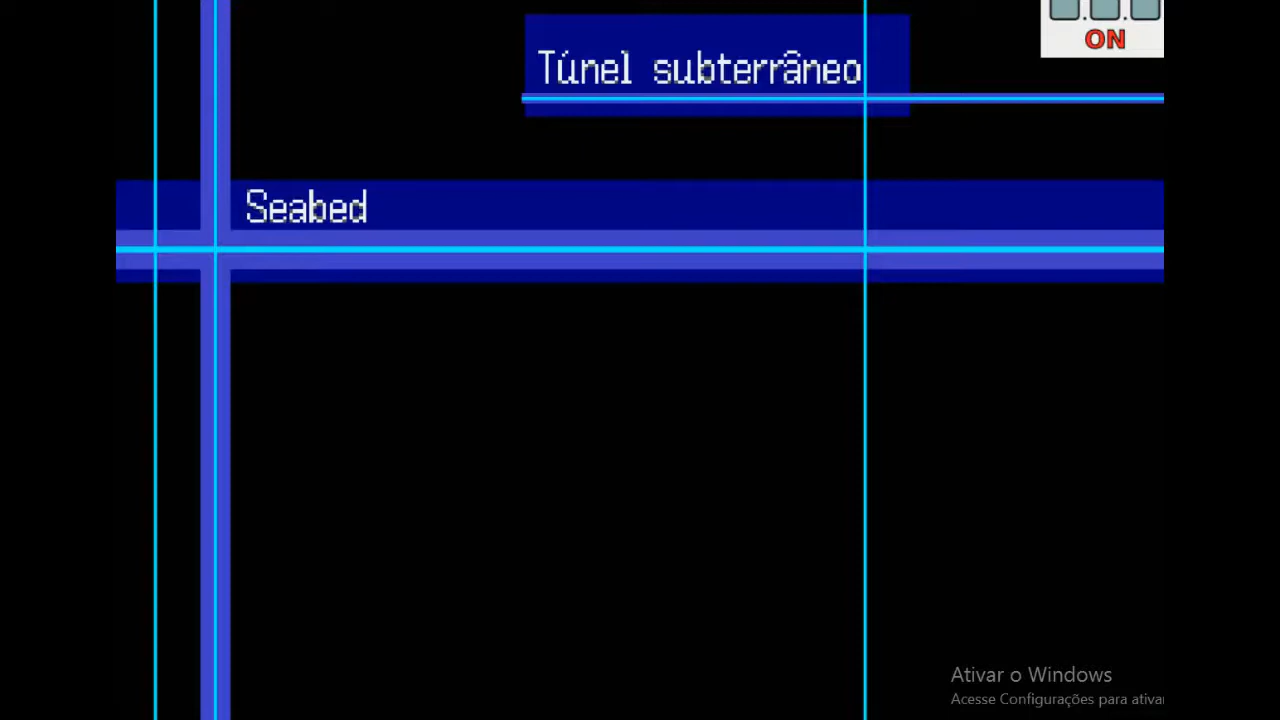 ON
Túnel subterrâneo
Seabed
Ativar o Windows
Acesse Configurações para ativar